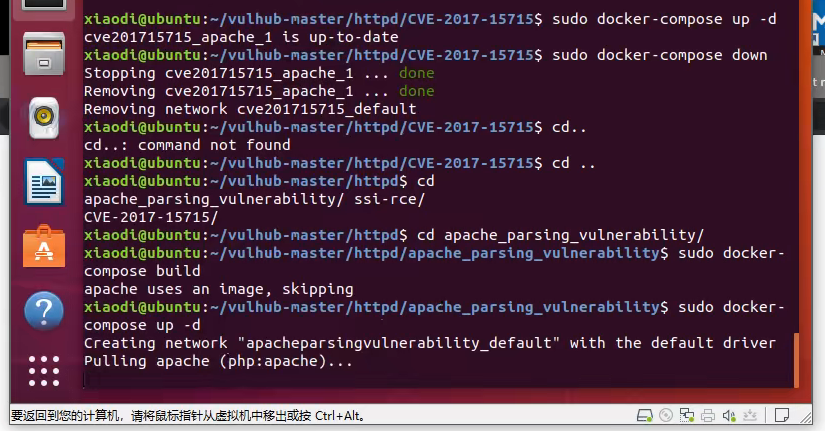 xiaodi@ubuntu:~/vulhub-master/httpd/CVE-2017-15715$ sudo docker-compose up -d
cve201715715_apache_1 is up-to-date
xiaodi@ubuntu:~/vulhub-master/httpd/CVE-2017-15715$ sudo docker-compose down
Stopping cve201715715_apache_1 ... done
Removing cve201715715_apache_1 ... done
Removing network cve201715715_default
xiaodi@ubuntu:~/vulhub-master/httpd/CVE-2017-15715$ cd..
cd..: command not found
xiaodi@ubuntu:~/vulhub-master/httpd/CVE-2017-15715$ cd ..
xiaodi@ubuntu:~/vulhub-master/httpd$ cd
apache_parsing_vulnerability/ ssi-rce/
CVE-2017-15715/
xiaodi@ubuntu:~/vulhub-master/httpd$ cd apache_parsing_vulnerability/
xiaodi@ubuntu:~/vulhub-master/httpd/apache_parsing_vulnerability$ sudo docker-
compose build
apache uses an image, skipping
xiaodi@ubuntu:~/vulhub-master/httpd/apache_parsing_vulnerability$ sudo docker-
compose up -d
Creating network "apacheparsingvulnerability_default" with the default driver
Pulling apache (php:apache)...
要返回到您的计算机，请将鼠标指针从虚拟机中移出或按 Ctrl+Alt。